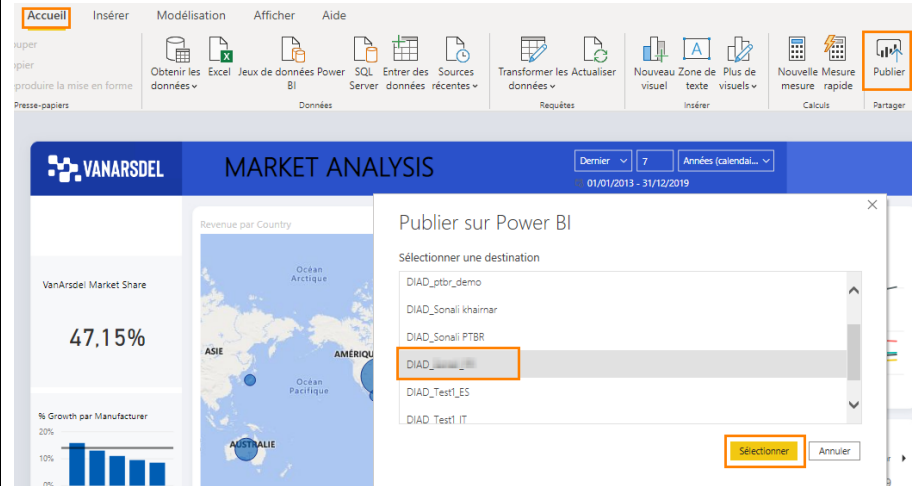 Accueil Insérer Modélisation Afficher Aide
Obtenir les données Excel Jeux de données Power BI SQL Server Entrer des données Sources récentes Transformer les données Actualiser Nouveau visuel Zone de texte Plus de visuels Nouvelle mesure Mesure rapide Publier
produire la mise en forme
Presse-papiers Données Requêtes Insérer Calculs Partager
VANARSDEL MARKET ANALYSIS
Dernier 7 Années (calendai...
01/01/2013 - 31/12/2019
Revenue par Country
Océan
Arctique
ASIE
AMÉRIQU
Océan
Pacifique
AUSTRALIE
VanArsdel Market Share
47,15%
% Growth par Manufacturer
20%
10%
0%
Publier sur Power BI
Sélectionner une destination
DIAD_ptbr_demo
DIAD_Sonali khairnar
DIAD_Sonali PTBR
DIAD_
DIAD_Test1_ES
DIAD_Test1_IT
Sélectionner Annuler